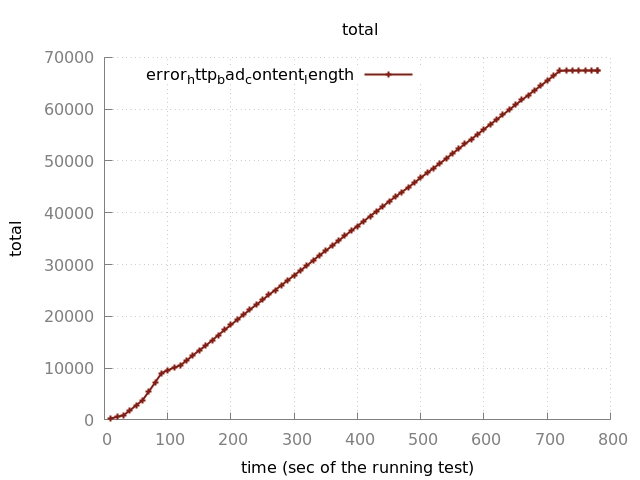 total
70000
60000
50000
40000
30000
20000
10000
0
total
error_http_bad_content_length
0 100 200 300 400 500 600 700 800
time (sec of the running test)